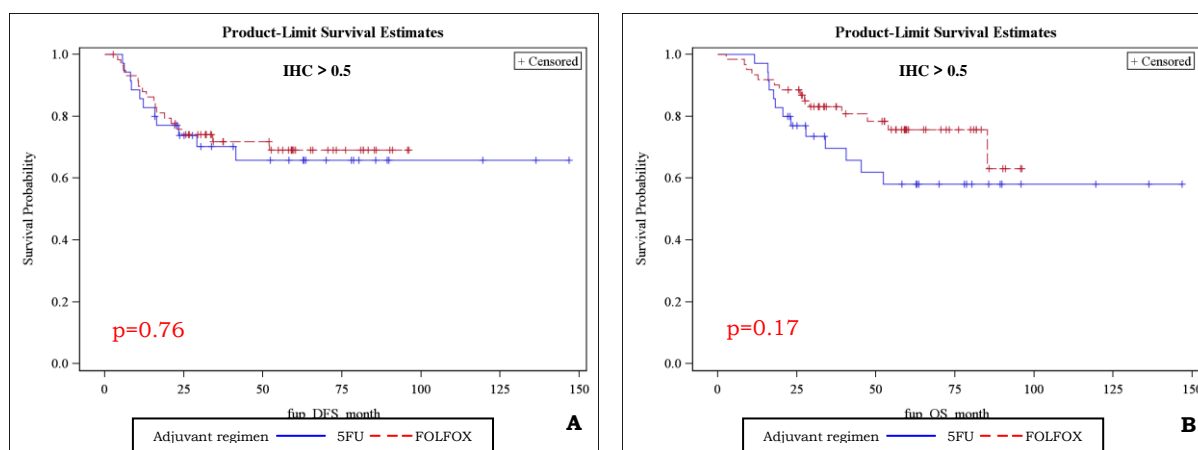 Product-Limit Survival Estimates
IHC > 0.5
+ Censored
Survival Probability
1.0
0.8
0.6
0.4
0.2
0.0
p=0.76
0 25 50 75 100 125 150
fup_DFS_month
Adjuvant regimen 5FU FOLFOX
A
Product-Limit Survival Estimates
IHC > 0.5
+ Censored
Survival Probability
1.0
0.8
0.6
0.4
0.2
0.0
p=0.17
0 25 50 75 100 125 150
fup_OS_month
Adjuvant regimen 5FU FOLFOX
B